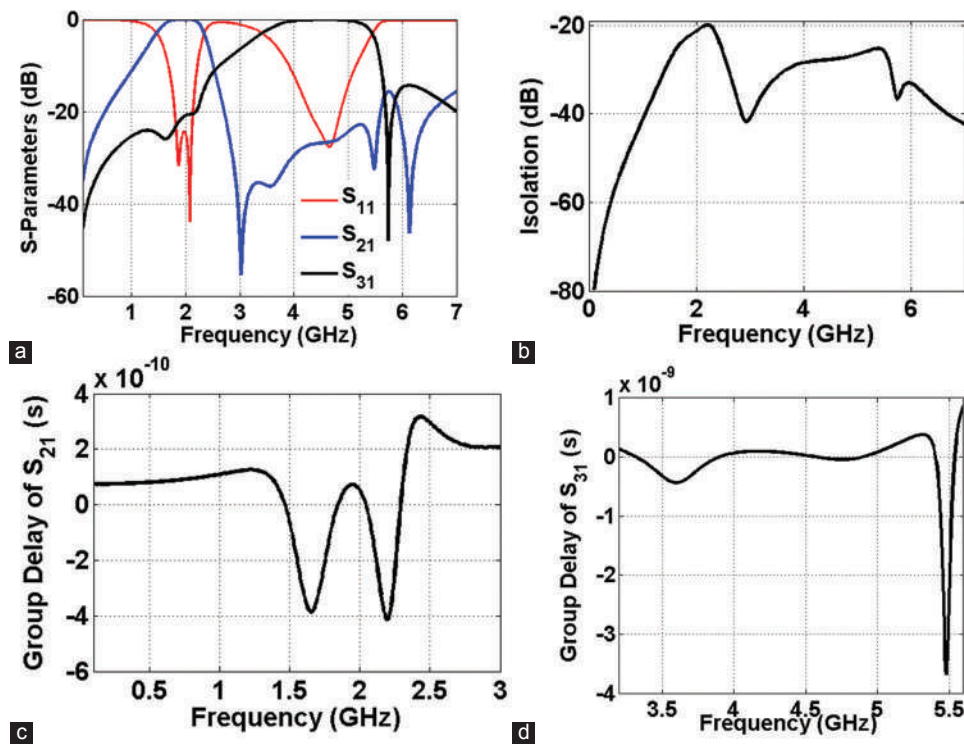 S-Parameters (dB)
0
-20
-40
-60
S11
S21
S31
1 2 3 4 5 6 7
Frequency (GHz)
a
Isolation (dB)
-20
-40
-60
-80
0 2 4 6
Frequency (GHz)
b
x 10-10
Group Delay of S21 (s)
4
2
0
-2
-4
-6
0.5 1 1.5 2 2.5 3
Frequency (GHz)
c
x 10-9
Group Delay of S31 (s)
1
0
-1
-2
-3
-4
3.5 4 4.5 5 5.5
Frequency (GHz)
d